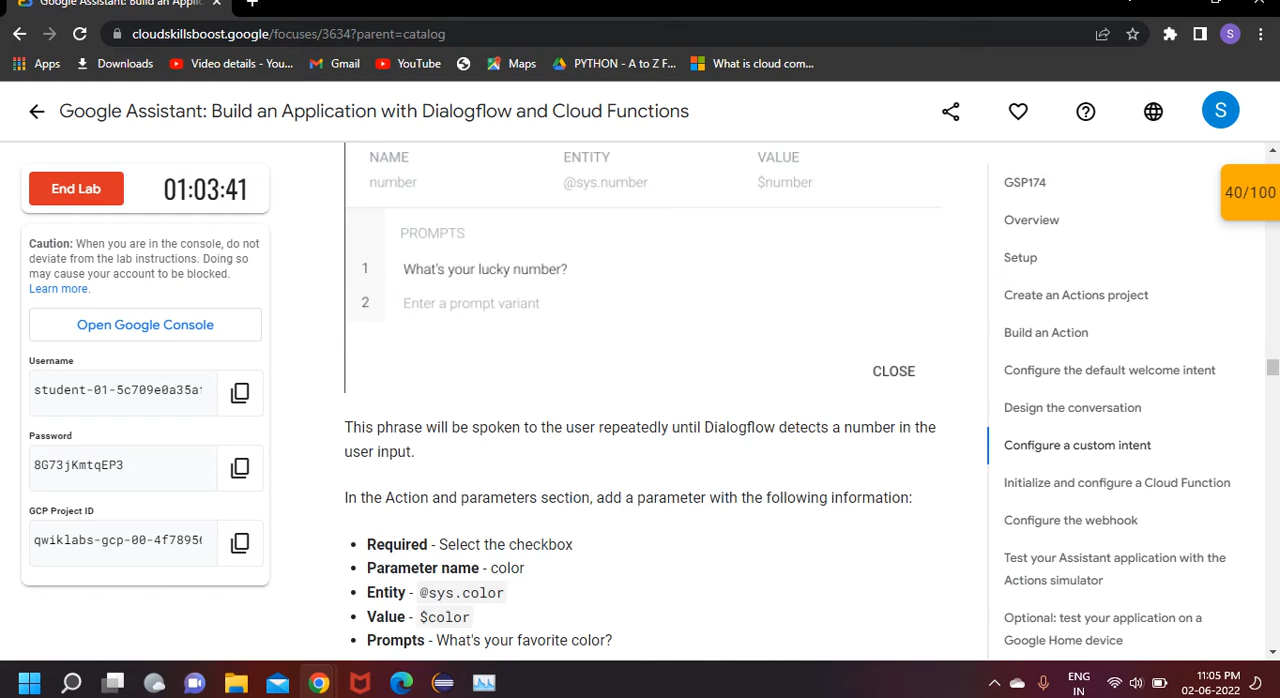 Google Assistant: Build an Applic
cloudskillsboost.google/focuses/3634?parent=catalog
S
Apps
Downloads
Video details - You...
Gmail
YouTube
Maps
PYTHON - A to Z F...
What is cloud com...
Google Assistant: Build an Application with Dialogflow and Cloud Functions
S
End Lab
01:03:41
Caution: When you are in the console, do not
deviate from the lab instructions. Doing so
may cause your account to be blocked.
Learn more.
Open Google Console
Username
student-01-5c709e0a35a
Password
8G73jKmtqEP3
GCP Project ID
qwiklabs-gcp-00-4f7895
NAME
ENTITY
VALUE
number
@sys.number
$number
PROMPTS
1
What's your lucky number?
2
Enter a prompt variant
CLOSE
This phrase will be spoken to the user repeatedly until Dialogflow detects a number in the
user input.
In the Action and parameters section, add a parameter with the following information:
• Required - Select the checkbox
• Parameter name - color
• Entity - @sys.color
• Value - $color
• Prompts - What's your favorite color?
GSP174
Overview
Setup
Create an Actions project
Build an Action
Configure the default welcome intent
Design the conversation
Configure a custom intent
Initialize and configure a Cloud Function
Configure the webhook
Test your Assistant application with the
Actions simulator
Optional: test your application on a
Google Home device
40/100
ENG
IN
11:05 PM
02-06-2022